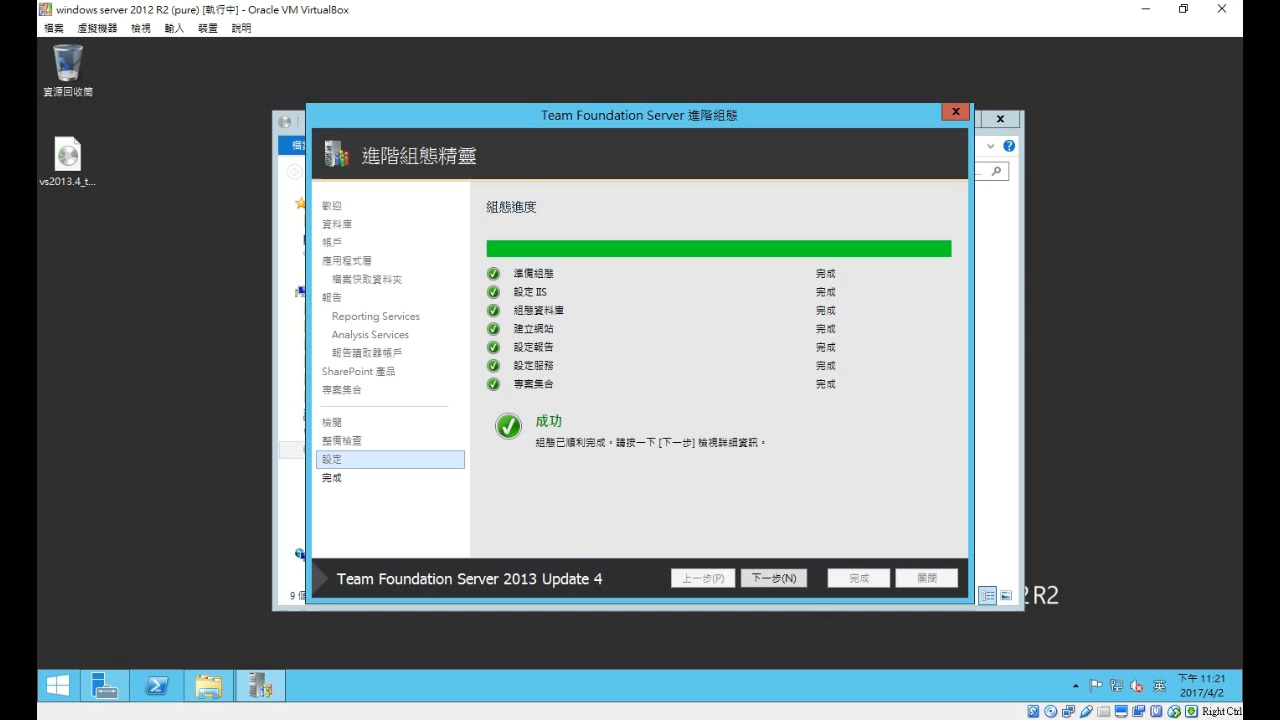 windows server 2012 R2 (pure) [執行中] - Oracle VM VirtualBox
檔案 虛擬機器 檢視 輸入 裝置 說明
資源回收筒
vs2013.4_t...
Team Foundation Server 進階組態
進階組態精靈
歡迎
資料庫
帳戶
應用程式層
檔案快取資料夾
報告
Reporting Services
Analysis Services
報告讀取器帳戶
SharePoint 產品
專案集合
檢閱
整備檢查
設定
完成
組態進度
準備組態 完成
設定 IIS 完成
組態資料庫 完成
建立網站 完成
設定報告 完成
設定服務 完成
專案集合 完成
成功
組態已順利完成。請按一下 [下一步] 檢視詳細資訊。
Team Foundation Server 2013 Update 4
上一步(P) 下一步(N) 完成 關閉
2 R2
英
下午 11:21
2017/4/2
Right Ctrl